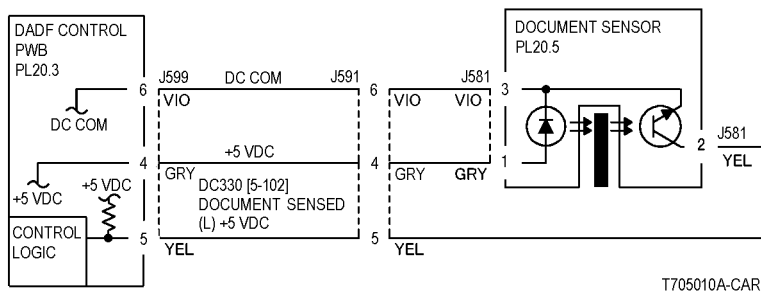 DADF CONTROL
PWB
PL20.3
DOCUMENT SENSOR
PL20.5
6 J599 DC COM J591 6 J581 3
VIO VIO VIO
DC COM
J581
2
YEL
+5 VDC
4 4 1
GRY GRY GRY
+5 VDC +5 VDC
DC330 [5-102]
DOCUMENT SENSED
(L) +5 VDC
CONTROL
LOGIC
5 5
YEL YEL
T705010A-CAR